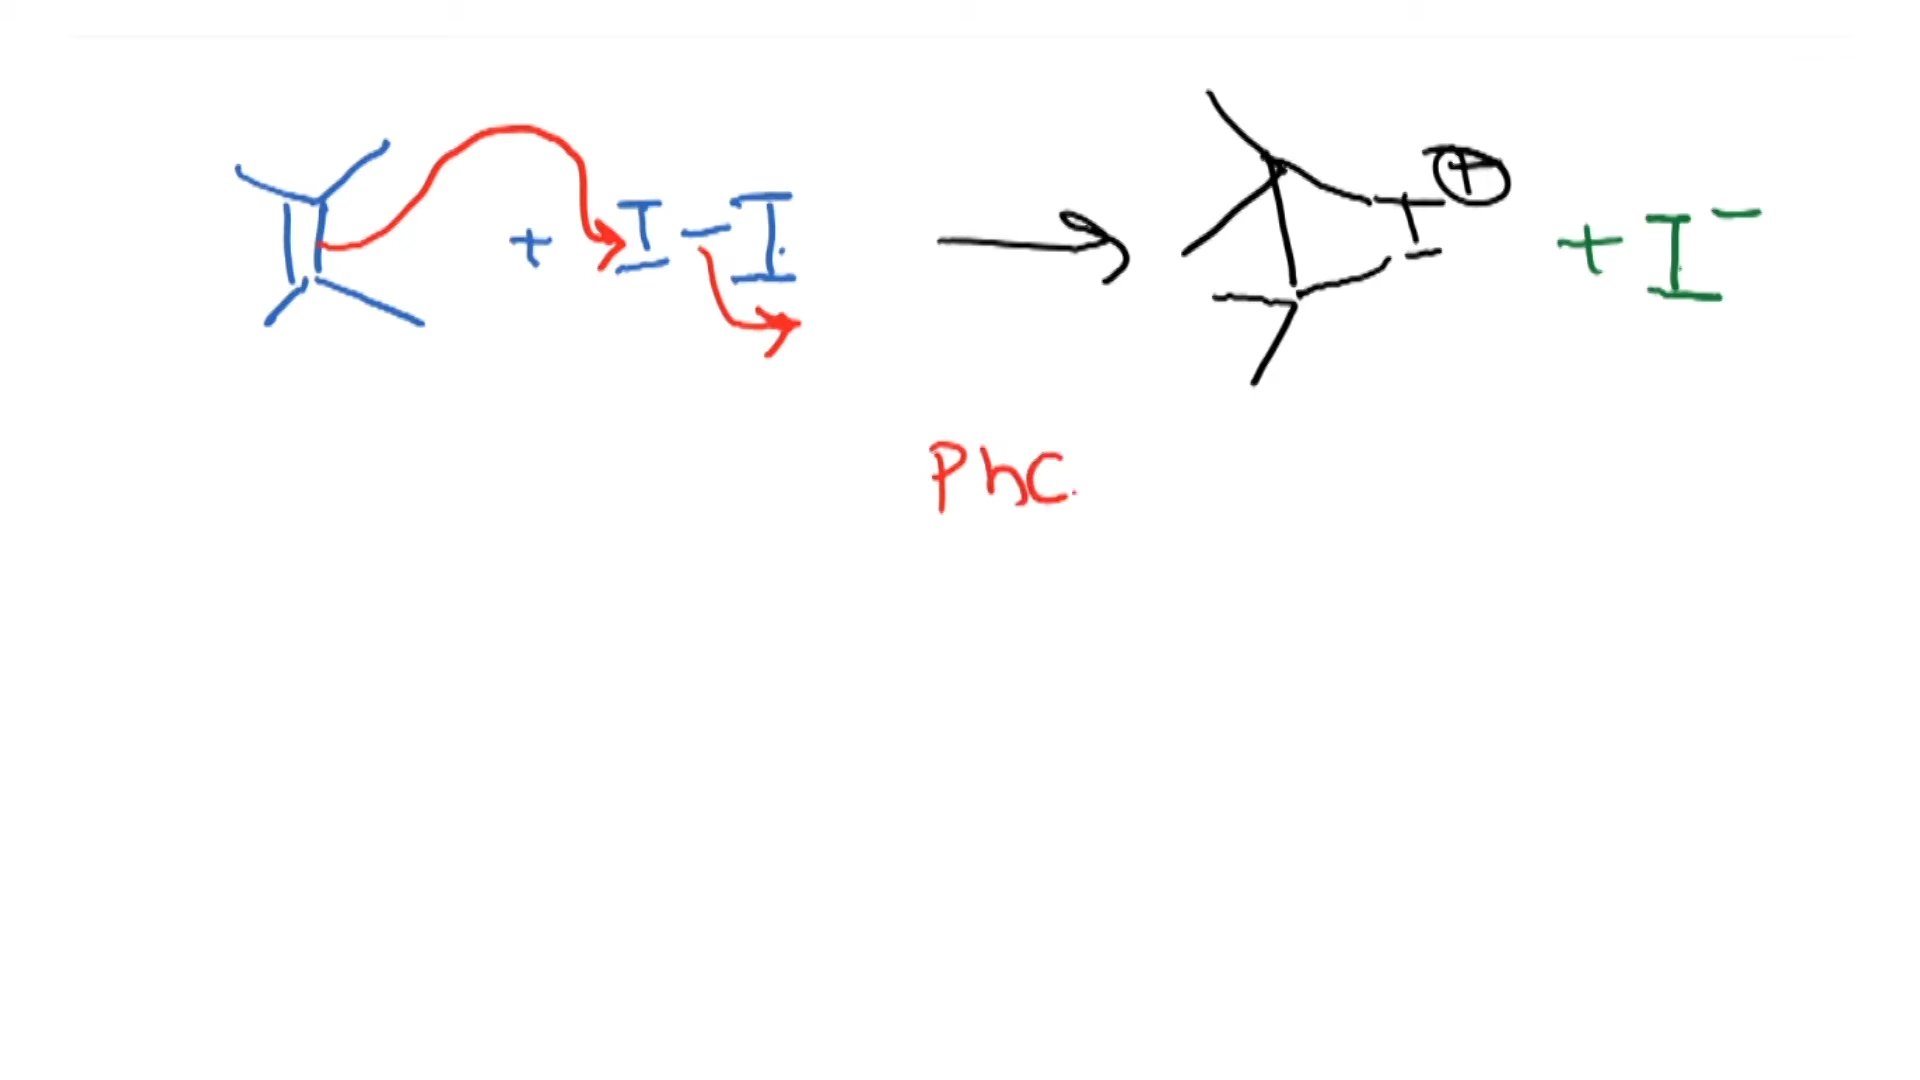 + I-I → I⊕ + I⁻
PhC